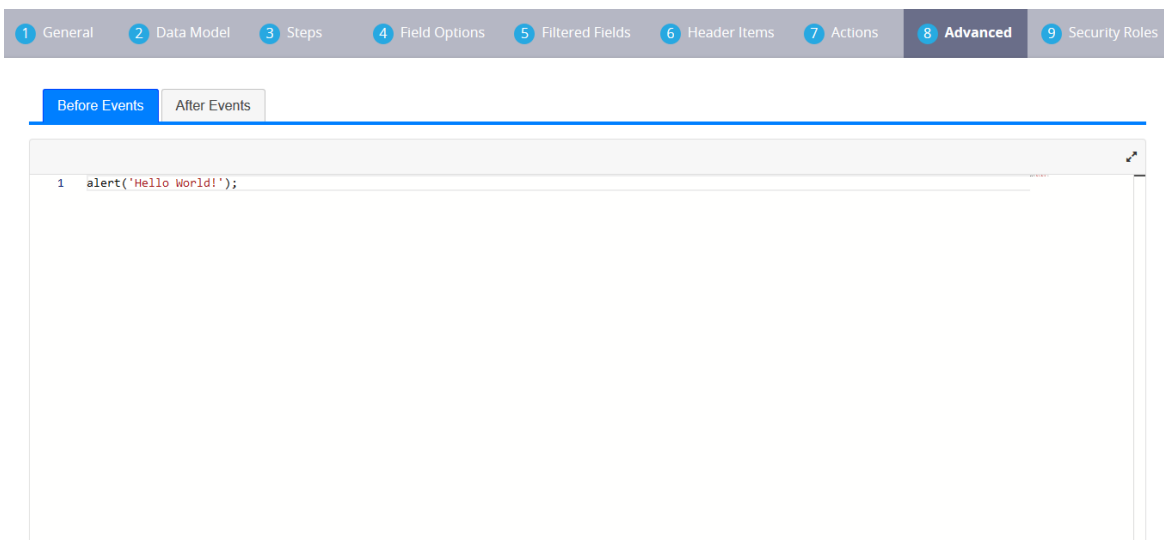 1 General 2 Data Model 3 Steps 4 Field Options 5 Filtered Fields 6 Header Items 7 Actions 8 Advanced 9 Security Roles
Before Events After Events
1 alert('Hello World!');